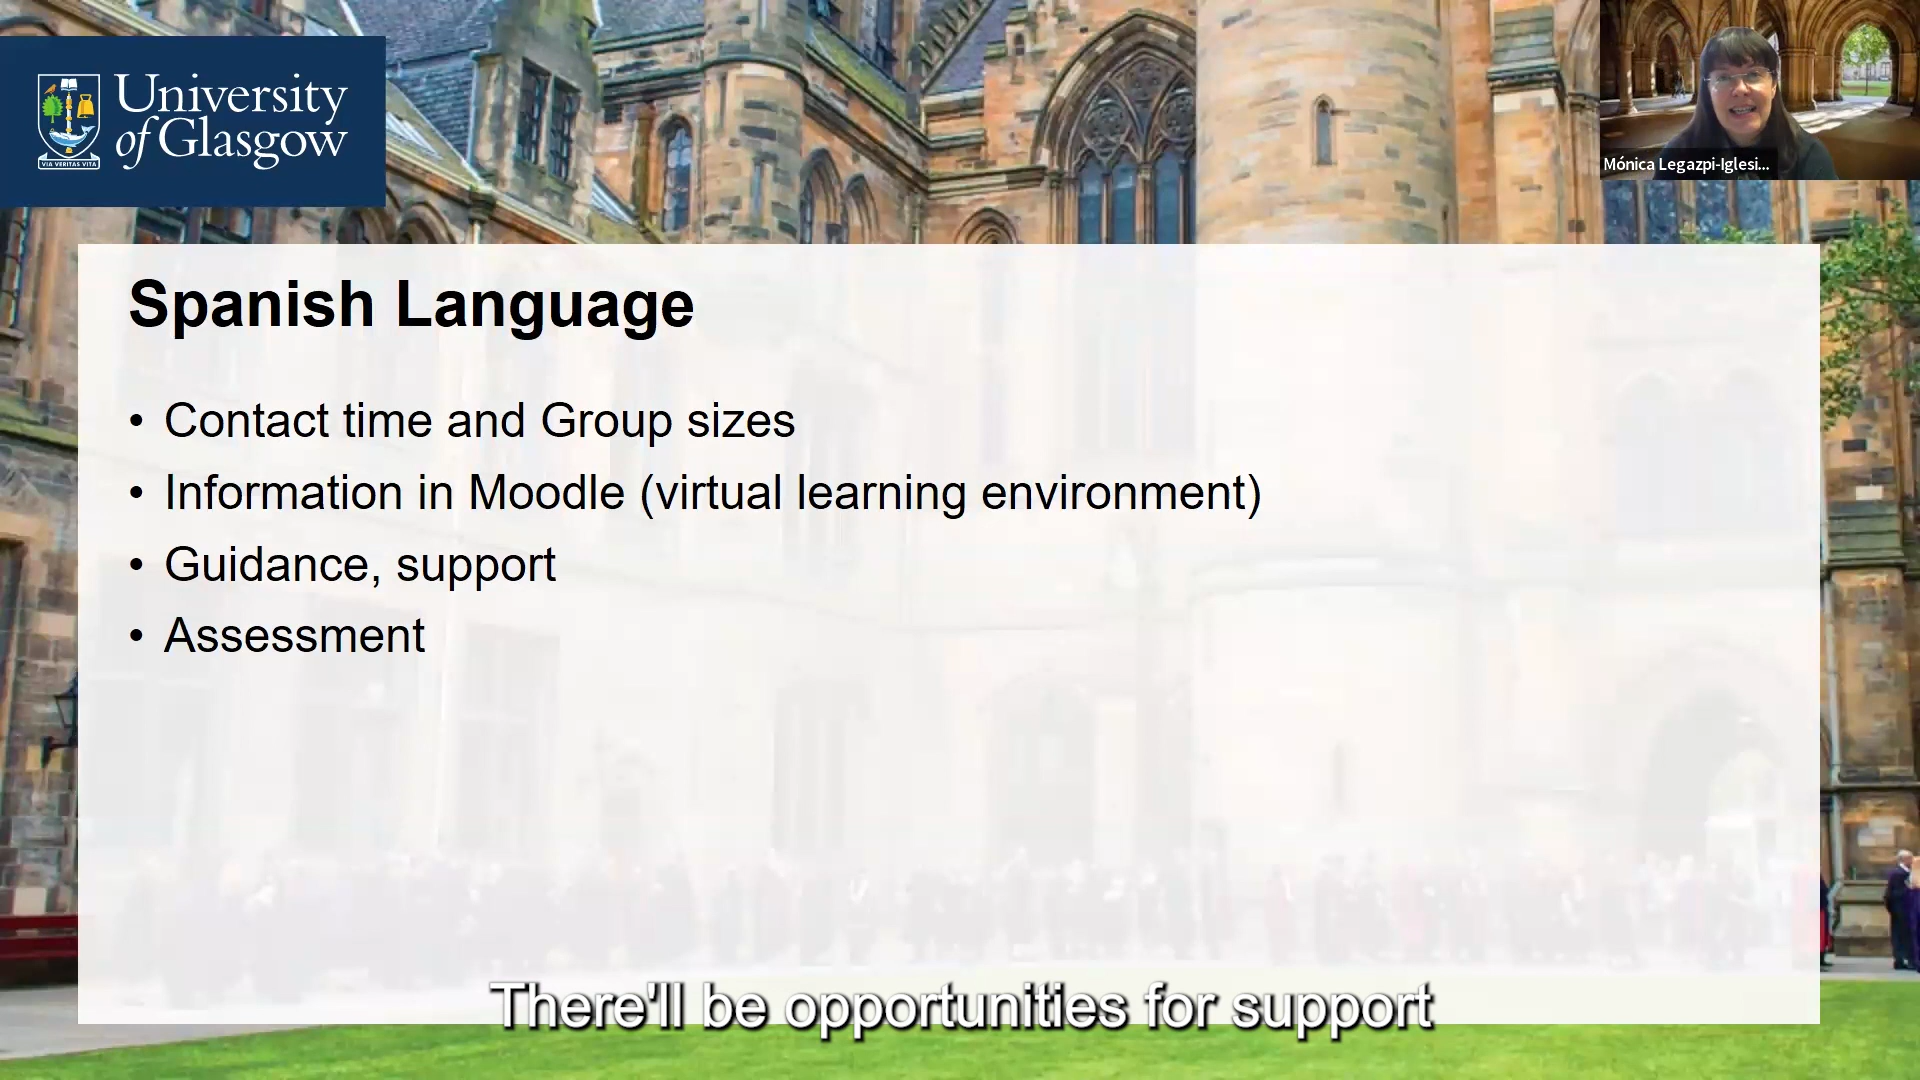 University
of Glasgow
VIA VERITAS VITA
Mónica Legazpi-Iglesi...
Spanish Language
• Contact time and Group sizes
• Information in Moodle (virtual learning environment)
• Guidance, support
• Assessment
There'll be opportunities for support